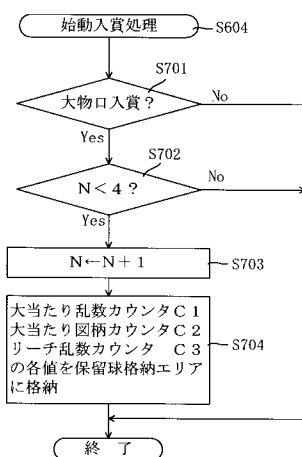 始動入賞処理
S604
S701
大物口入賞？
No
Yes
S702
N＜4？
No
Yes
N←N＋1
S703
大当たり乱数カウンタC1
大当たり図柄カウンタC2
リーチ乱数カウンタ C3
の各値を保留球格納エリア
に格納
S704
終 了